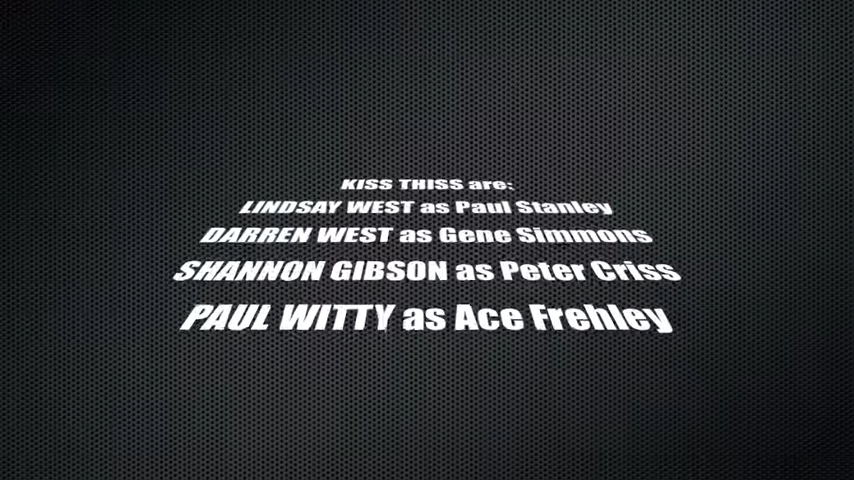 KISS THISS are:
LINDSAY WEST as Paul Stanley
DARREN WEST as Gene Simmons
SHANNON GIBSON as Peter Criss
PAUL WITTY as Ace Frehley